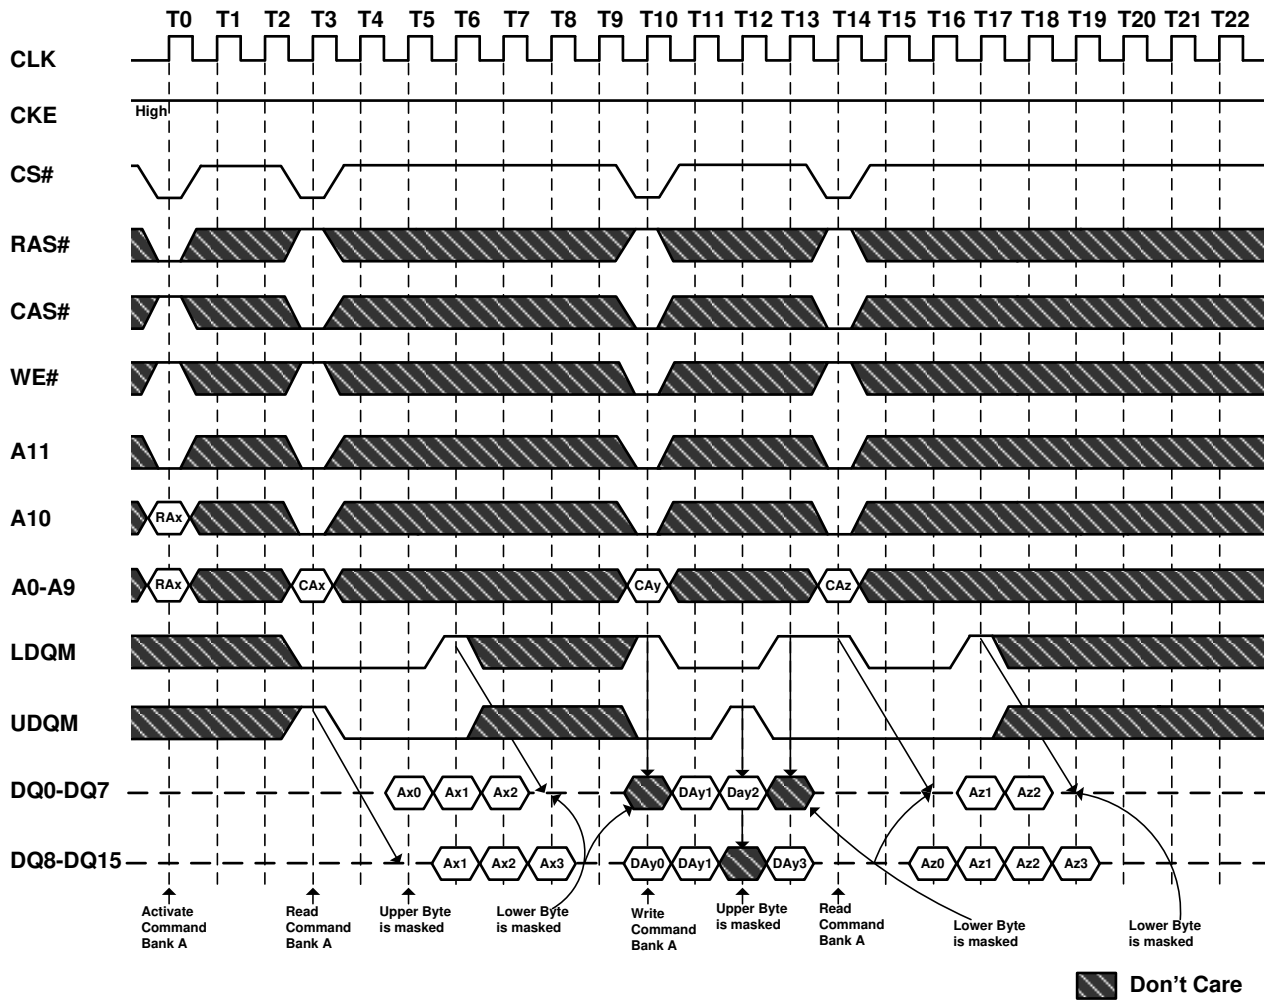 T0 T1 T2 T3 T4 T5 T6 T7 T8 T9 T10 T11 T12 T13 T14 T15 T16 T17 T18 T19 T20 T21 T22
CLK
CKE
High
CS#
RAS#
CAS#
WE#
A11
A10 RAx
A0-A9 RAx CAx CAy CAz
LDQM
UDQM
DQ0-DQ7 Ax0 Ax1 Ax2 DAy1 Day2 Az1 Az2
DQ8-DQ15 Ax1 Ax2 Ax3 DAy0 DAy1 DAy3 Az0 Az1 Az2 Az3
Activate
Command
Bank A
Read
Command
Bank A
Upper Byte
is masked
Lower Byte
is masked
Write
Command
Bank A
Upper Byte
is masked
Read
Command
Bank A
Lower Byte
is masked
Lower Byte
is masked
Don't Care